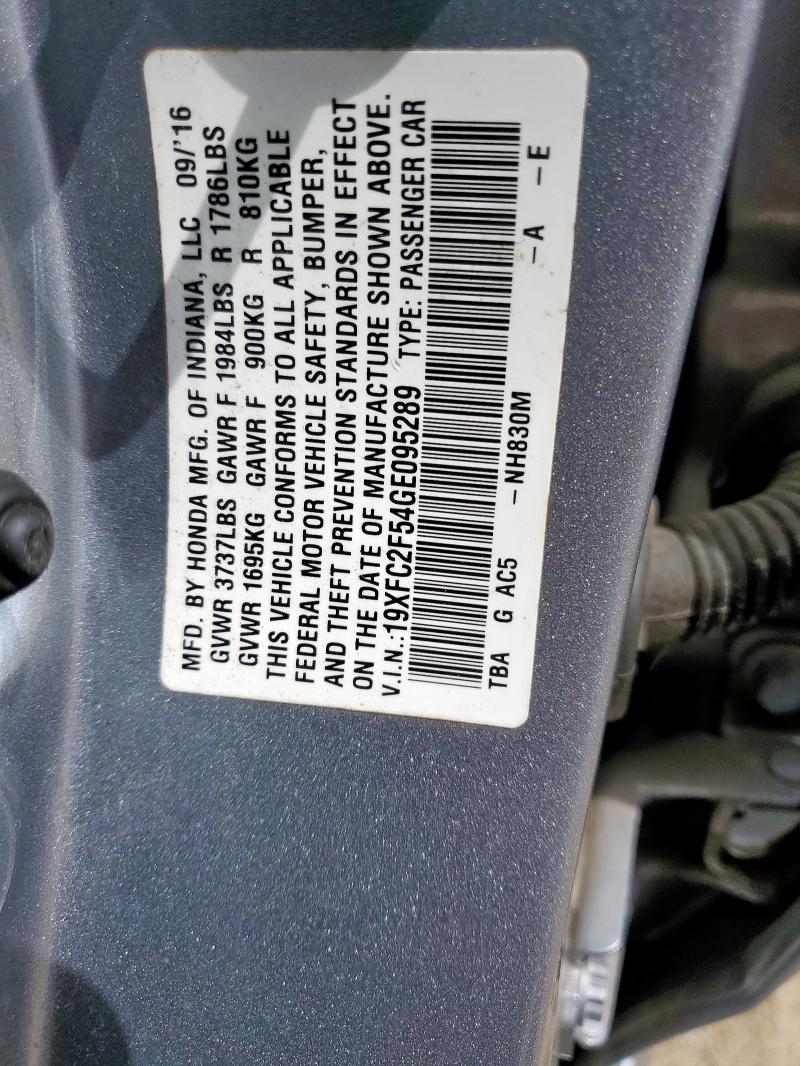 MFD. BY HONDA MFG. OF INDIANA, LLC 09/'16
GVWR 3737LBS GAWR F 1984LBS R 1786LBS
GVWR 1695KG GAWR F 900KG R 810KG
THIS VEHICLE CONFORMS TO ALL APPLICABLE
FEDERAL MOTOR VEHICLE SAFETY, BUMPER,
AND THEFT PREVENTION STANDARDS IN EFFECT
ON THE DATE OF MANUFACTURE SHOWN ABOVE.
V.I.N.:19XFC2F54GE095289 TYPE: PASSENGER CAR
TBA G AC5 -NH830M -A -E